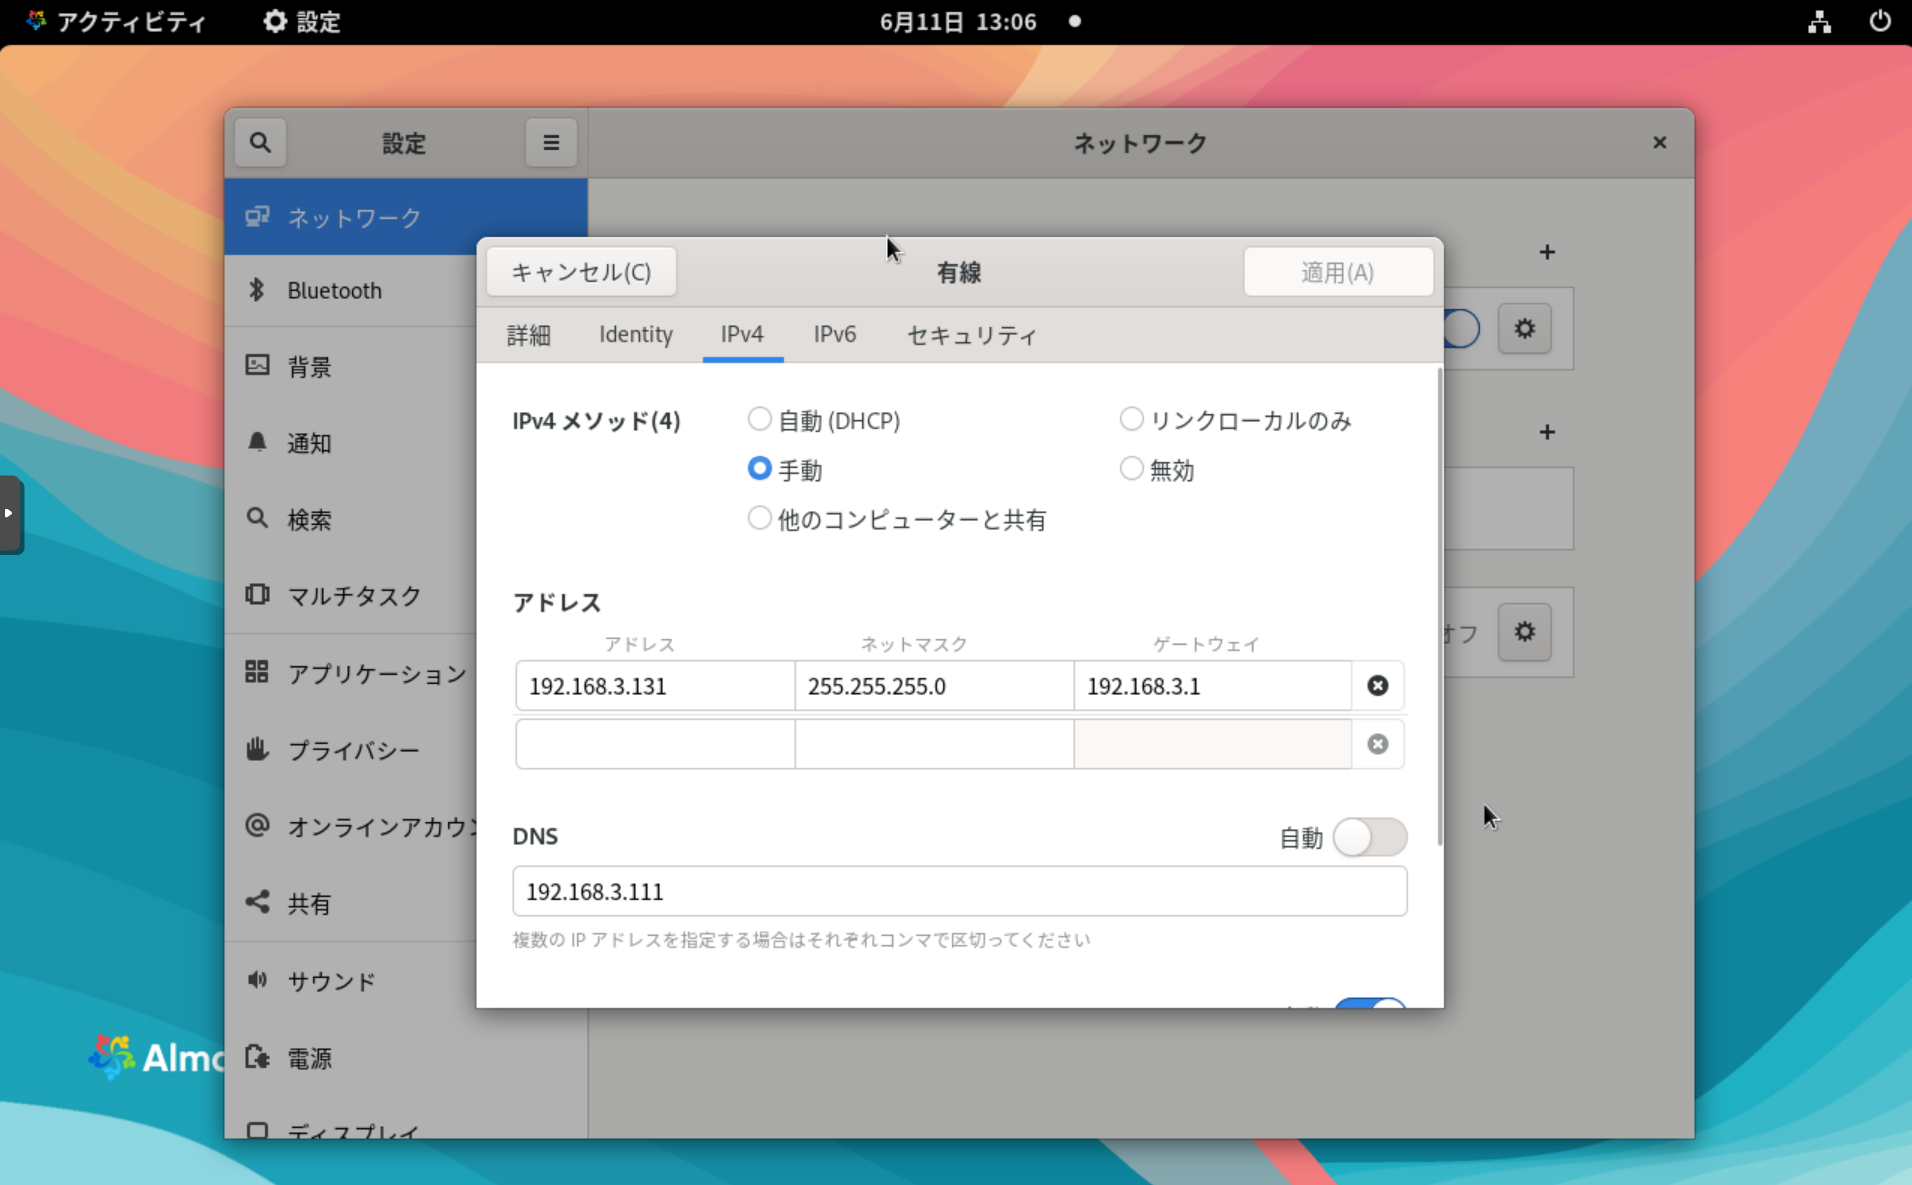 アクティビティ 設定 6月11日 13:06
設定 ネットワーク
ネットワーク
Bluetooth
背景
通知
検索
マルチタスク
アプリケーション
プライバシー
オンラインアカウン
共有
サウンド
電源
ディスプレイ
オフ
キャンセル(C) 有線 適用(A)
詳細 Identity IPv4 IPv6 セキュリティ
IPv4 メソッド(4) 自動 (DHCP) リンクローカルのみ
手動 無効
他のコンピューターと共有
アドレス
アドレス ネットマスク ゲートウェイ
192.168.3.131 255.255.255.0 192.168.3.1
DNS 自動
192.168.3.111
複数の IP アドレスを指定する場合はそれぞれコンマで区切ってください